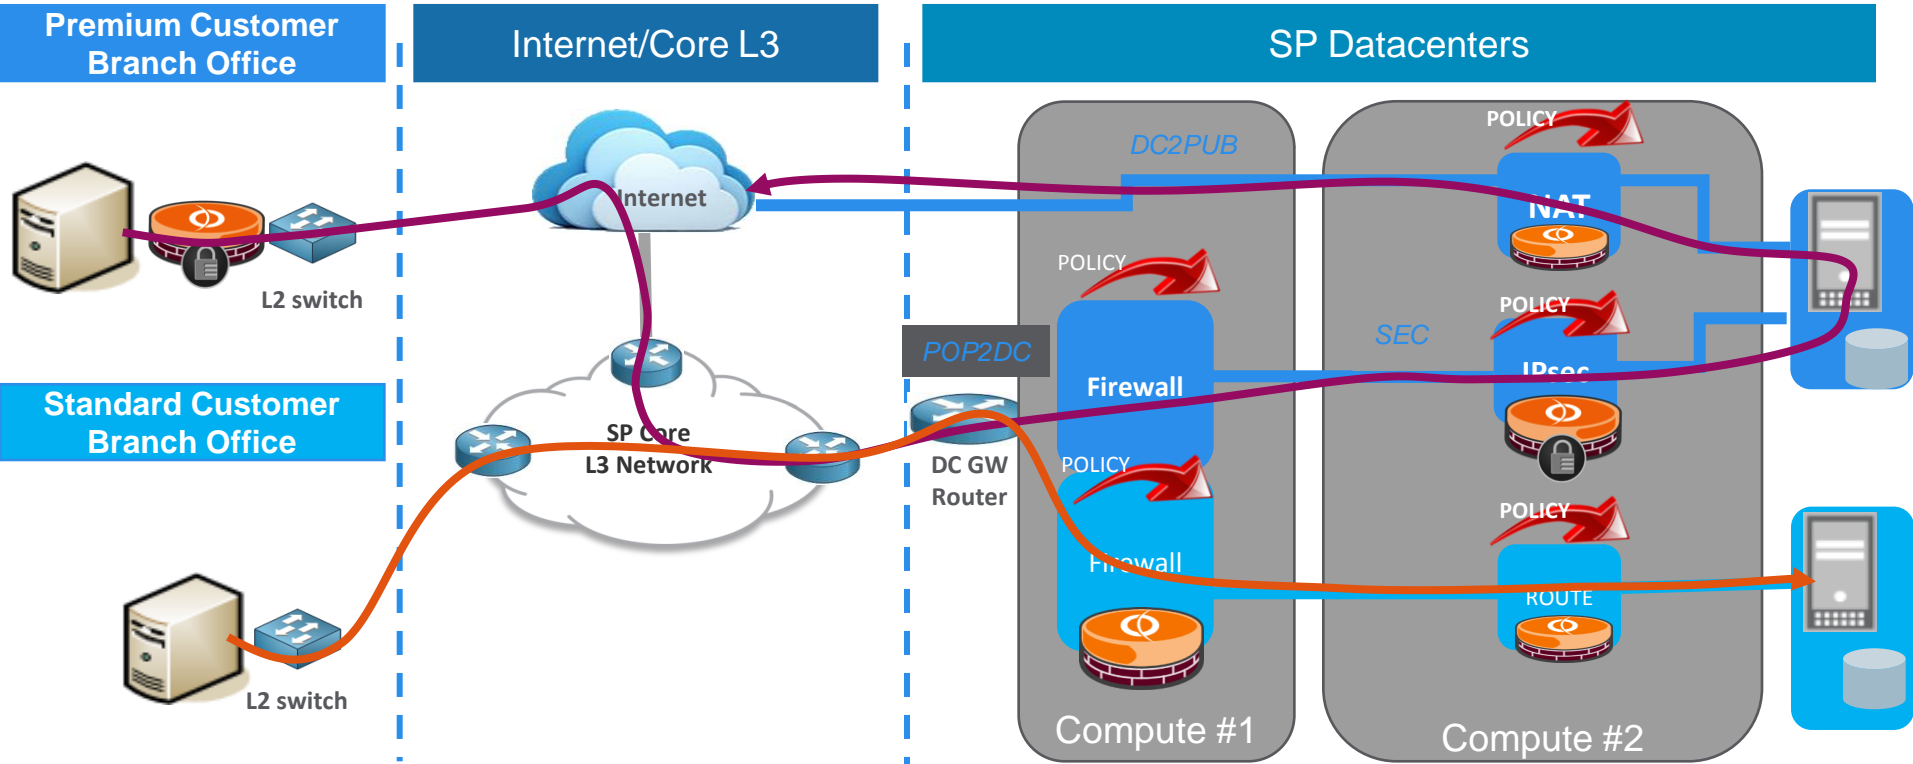 Premium Customer
Branch Office
Internet/Core L3
SP Datacenters
POLICY
DC2PUB
Internet
NAT
L2 switch
POLICY
POLICY
POP2DC
SEC
Firewall
IPsec
Standard Customer
Branch Office
SP Core
L3 Network
DC GW
Router
POLICY
POLICY
Firewall
ROUTE
L2 switch
Compute #1
Compute #2